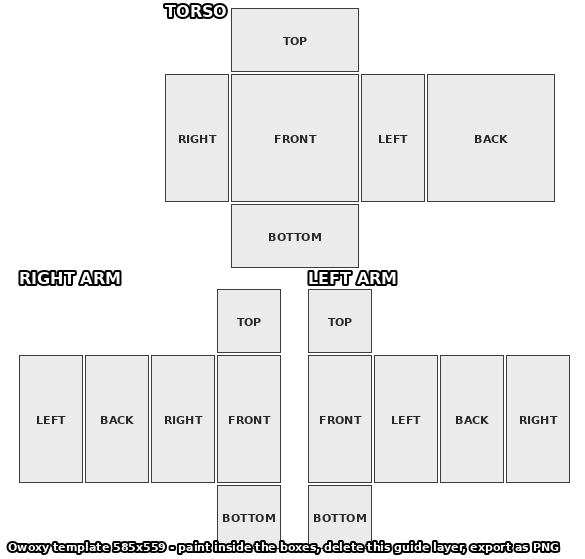 TORSO
TOP
RIGHT
FRONT
LEFT
BACK
BOTTOM
RIGHT ARM
LEFT ARM
TOP
TOP
LEFT
BACK
RIGHT
FRONT
FRONT
LEFT
BACK
RIGHT
BOTTOM
BOTTOM
Owoxy template 585x559 - paint inside the boxes, delete this guide layer, export as PNG